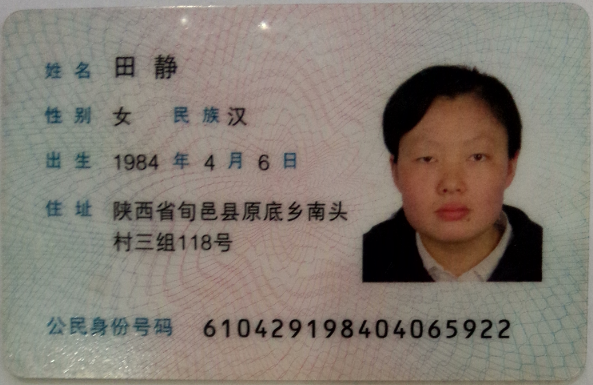 姓名 田静
性别 女 民族 汉
出生 1984 年 4 月 6 日
住址 陕西省旬邑县原底乡南头
村三组118号
公民身份号码 610429198404065922